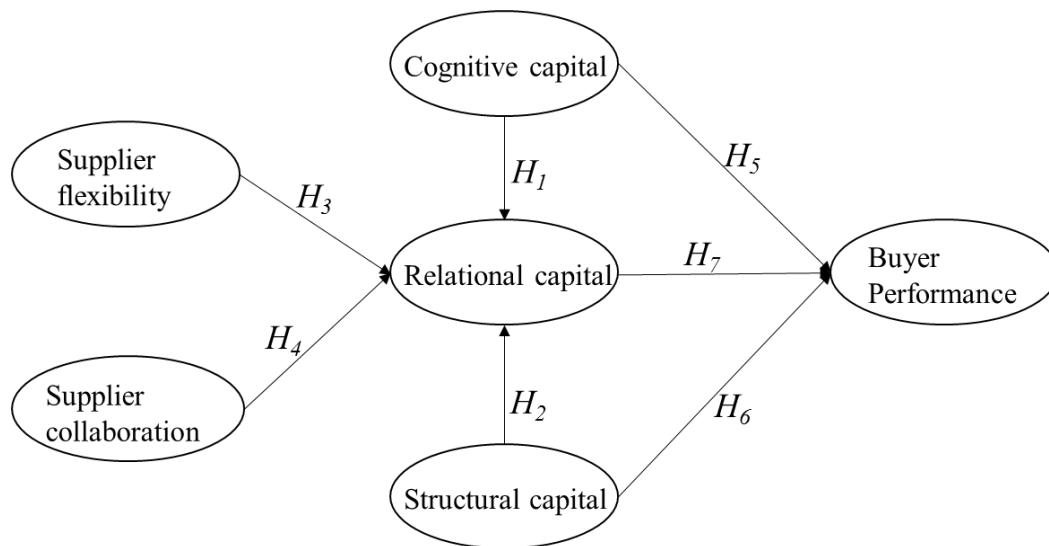 Cognitive capital
Supplier
flexibility
H5
H1
H3
Relational capital
H7
Buyer
Performance
H4
Supplier
collaboration
H2
H6
Structural capital